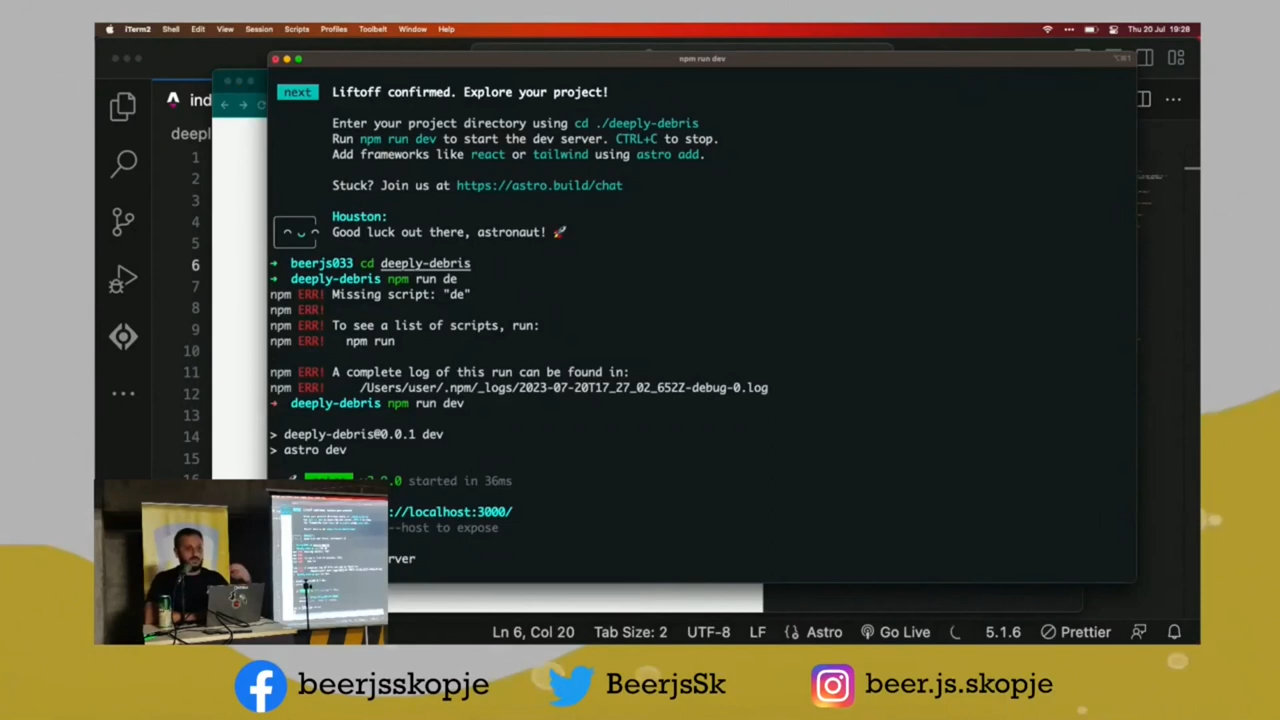 iTerm2 Shell Edit View Session Scripts Profiles Toolbelt Window Help
Thu 20 Jul 19:28
npm run dev
ind
deepl
next Liftoff confirmed. Explore your project!
Enter your project directory using cd ./deeply-debris
Run npm run dev to start the dev server. CTRL+C to stop.
Add frameworks like react or tailwind using astro add.
Stuck? Join us at https://astro.build/chat
Houston:
Good luck out there, astronaut! 🚀
➜ beerjs033 cd deeply-debris
➜ deeply-debris npm run de
npm ERR! Missing script: "de"
npm ERR!
npm ERR! To see a list of scripts, run:
npm ERR! npm run
npm ERR! A complete log of this run can be found in:
npm ERR! /Users/user/.npm/_logs/2023-07-20T17_27_02_652Z-debug-0.log
➜ deeply-debris npm run dev
> deeply-debris@0.0.1 dev
> astro dev
.0 started in 36ms
://localhost:3000/
--host to expose
rver
1
2
3
4
5
6
7
8
9
10
11
12
13
14
15
Ln 6, Col 20 Tab Size: 2 UTF-8 LF {} Astro Go Live 5.1.6 Prettier
beerjsskopje BeerjsSk beer.js.skopje